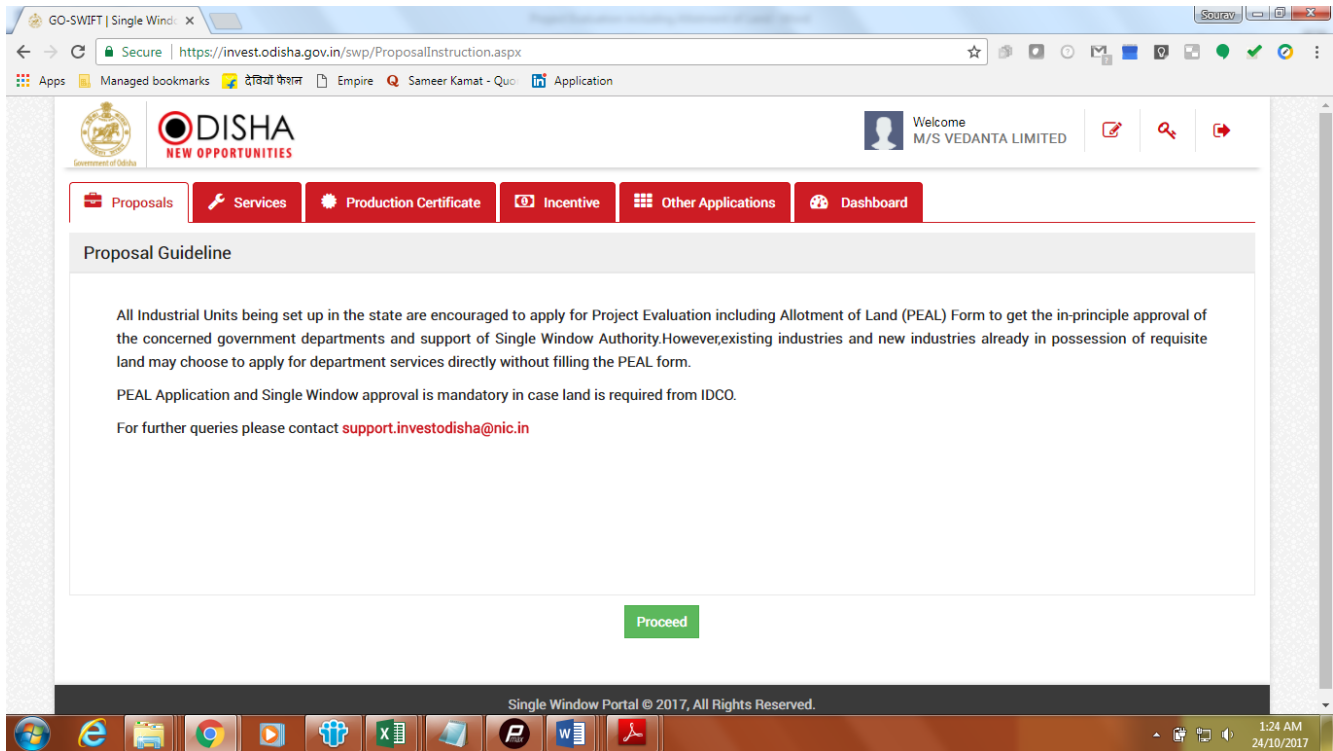 GO-SWIFT | Single Wind
Sourav
Secure | https://invest.odisha.gov.in/swp/ProposalInstruction.aspx
Apps Managed bookmarks देवियों फैशन Empire Sameer Kamat - Quo Application
Government of Odisha
ODISHA
NEW OPPORTUNITIES
Welcome
M/S VEDANTA LIMITED
Proposals Services Production Certificate Incentive Other Applications Dashboard
Proposal Guideline
All Industrial Units being set up in the state are encouraged to apply for Project Evaluation including Allotment of Land (PEAL) Form to get the in-principle approval of
the concerned government departments and support of Single Window Authority.However,existing industries and new industries already in possession of requisite
land may choose to apply for department services directly without filling the PEAL form.
PEAL Application and Single Window approval is mandatory in case land is required from IDCO.
For further queries please contact support.investodisha@nic.in
Proceed
Single Window Portal © 2017, All Rights Reserved.
1:24 AM
24/10/2017